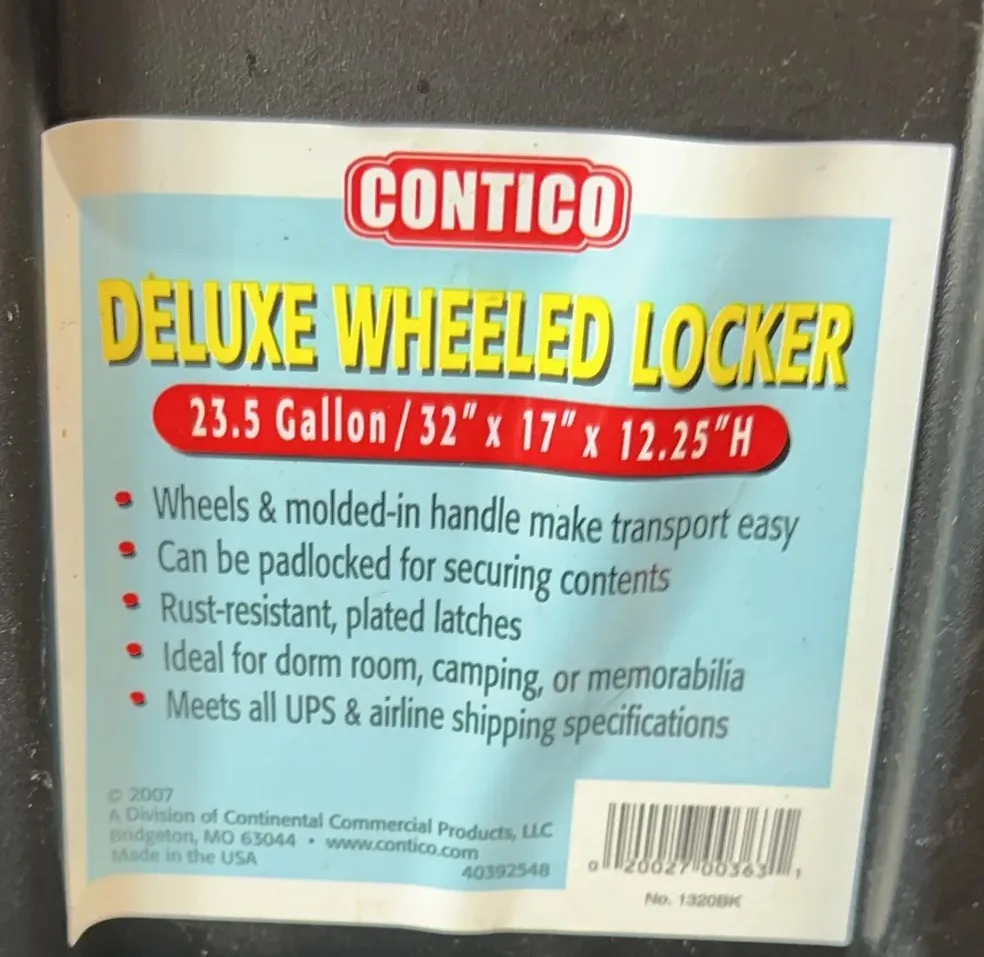 CONTICO
DELUXE WHEELED LOCKER
23.5 Gallon / 32" x 17" x 12.25"H
• Wheels & molded-in handle make transport easy
• Can be padlocked for securing contents
• Rust-resistant, plated latches
• Ideal for dorm room, camping, or memorabilia
• Meets all UPS & airline shipping specifications
© 2007
A Division of Continental Commercial Products, LLC
Bridgeton, MO 63044 • www.contico.com
Made in the USA
40392548
0 20027 00363 1
No. 1320BK